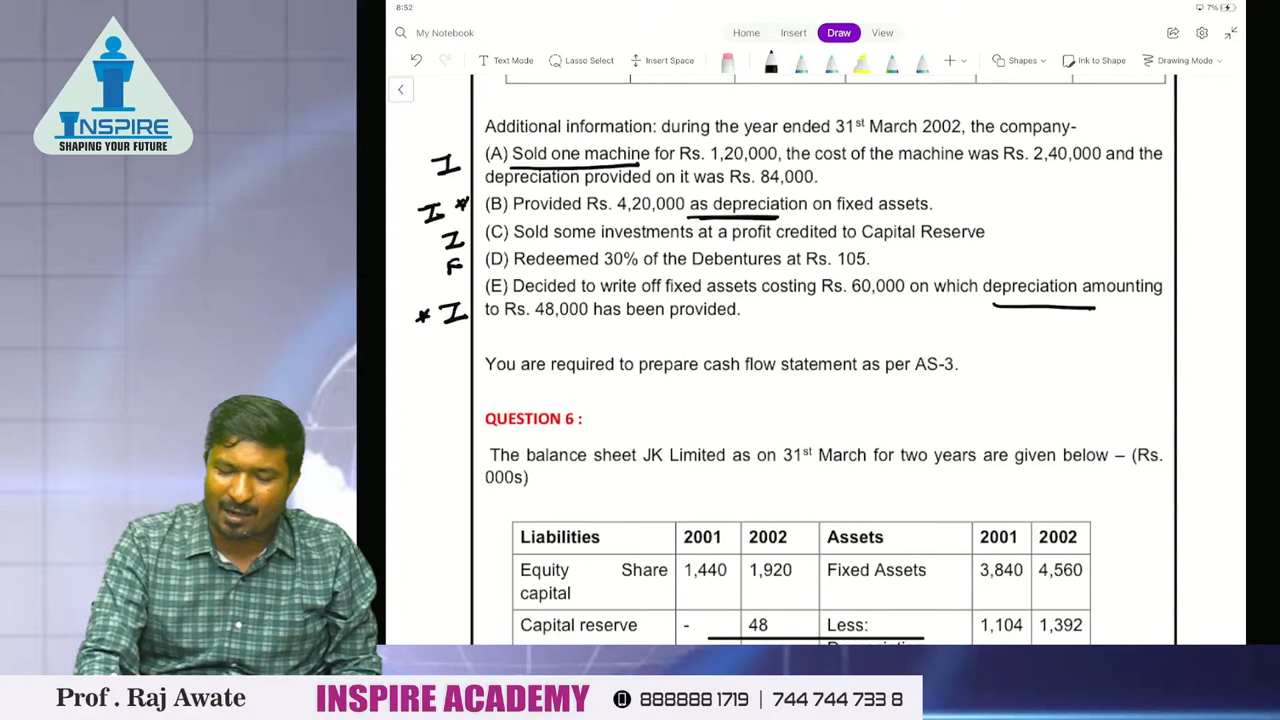 8:52
7%
My Notebook
Home Insert Draw View
Text Mode Lasso Select Insert Space Shapes Ink to Shape Drawing Mode
INSPIRE
SHAPING YOUR FUTURE
Additional information: during the year ended 31st March 2002, the company-
I (A) Sold one machine for Rs. 1,20,000, the cost of the machine was Rs. 2,40,000 and the
depreciation provided on it was Rs. 84,000.
I * (B) Provided Rs. 4,20,000 as depreciation on fixed assets.
I (C) Sold some investments at a profit credited to Capital Reserve
F (D) Redeemed 30% of the Debentures at Rs. 105.
(E) Decided to write off fixed assets costing Rs. 60,000 on which depreciation amounting
* I to Rs. 48,000 has been provided.
You are required to prepare cash flow statement as per AS-3.
QUESTION 6 :
The balance sheet JK Limited as on 31st March for two years are given below – (Rs.
000s)
Liabilities 2001 2002 Assets 2001 2002
Equity Share 1,440 1,920 Fixed Assets 3,840 4,560
capital
Capital reserve - 48 Less: 1,104 1,392
Prof . Raj Awate INSPIRE ACADEMY 888888 1719 | 744 744 733 8